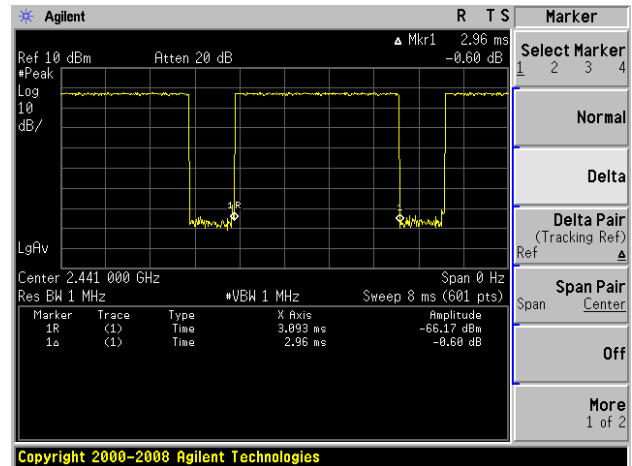 Agilent R T S
Δ Mkr1 2.96 ms
Ref 10 dBm Atten 20 dB -0.60 dB
#Peak
Log
10
dB/
1R
1
LgAv
Center 2.441 000 GHz Span 0 Hz
Res BW 1 MHz #VBW 1 MHz Sweep 8 ms (601 pts)
Marker Trace Type X Axis Amplitude
1R (1) Time 3.093 ms -66.17 dBm
1Δ (1) Time 2.96 ms -0.60 dB
Copyright 2000-2008 Agilent Technologies
Marker
Select Marker
1 2 3 4
Normal
Delta
Delta Pair
(Tracking Ref)
Ref Δ
Span Pair
Span Center
Off
More
1 of 2